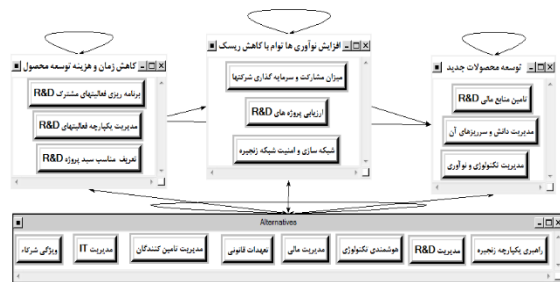 توسعه محصولات جدید
تامین منابع مالی R&D
مدیریت دانش و سرریزهای آن
مدیریت تکنولوژی و نوآوری
افزایش نوآوری ها توام با کاهش ریسک
میزان مشارکت و سرمایه گذاری شرکتها
ارزیابی پروژه های R&D
شبکه سازی و امنیت شبکه زنجیره
کاهش زمان و هزینه توسعه محصول
برنامه ریزی فعالیتهای مشترک R&D
مدیریت یکپارچه فعالیتهای R&D
تعریف مناسب سبد پروژه R&D
Alternatives
راهبری یکپارچه زنجیره
مدیریت R&D
هوشمندی تکنولوژی
مدیریت مالی
تعهدات قانونی
مدیریت تامین کنندگان
مدیریت IT
ویژگی شرکاء